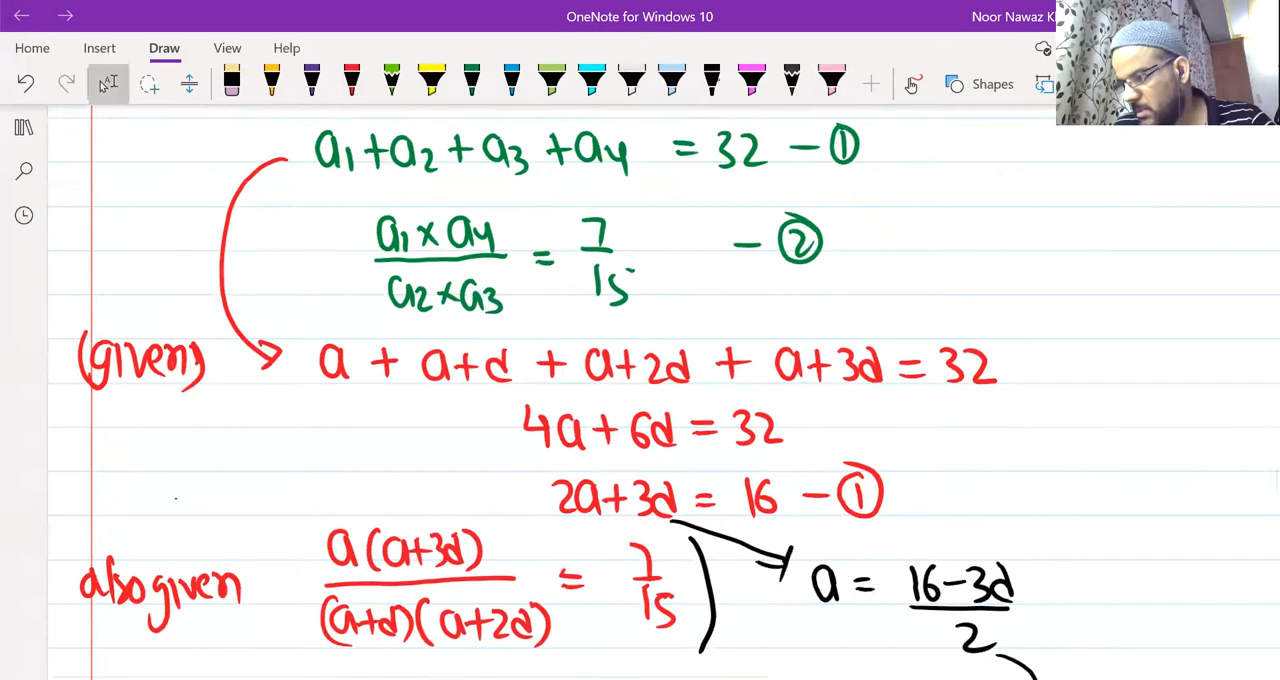 OneNote for Windows 10
Noor Nawaz K
Home Insert Draw View Help
Shapes
a₁+a₂+a₃+a₄ = 32 – ①
a₁×a₄ / a₂×a₃ = 7/15 – ②
(given) a + a+d + a+2d + a+3d = 32
4a+6d = 32
2a+3d = 16 – ①
also given a(a+3d) / (a+d)(a+2d) = 7/15 )
a = 16-3d / 2